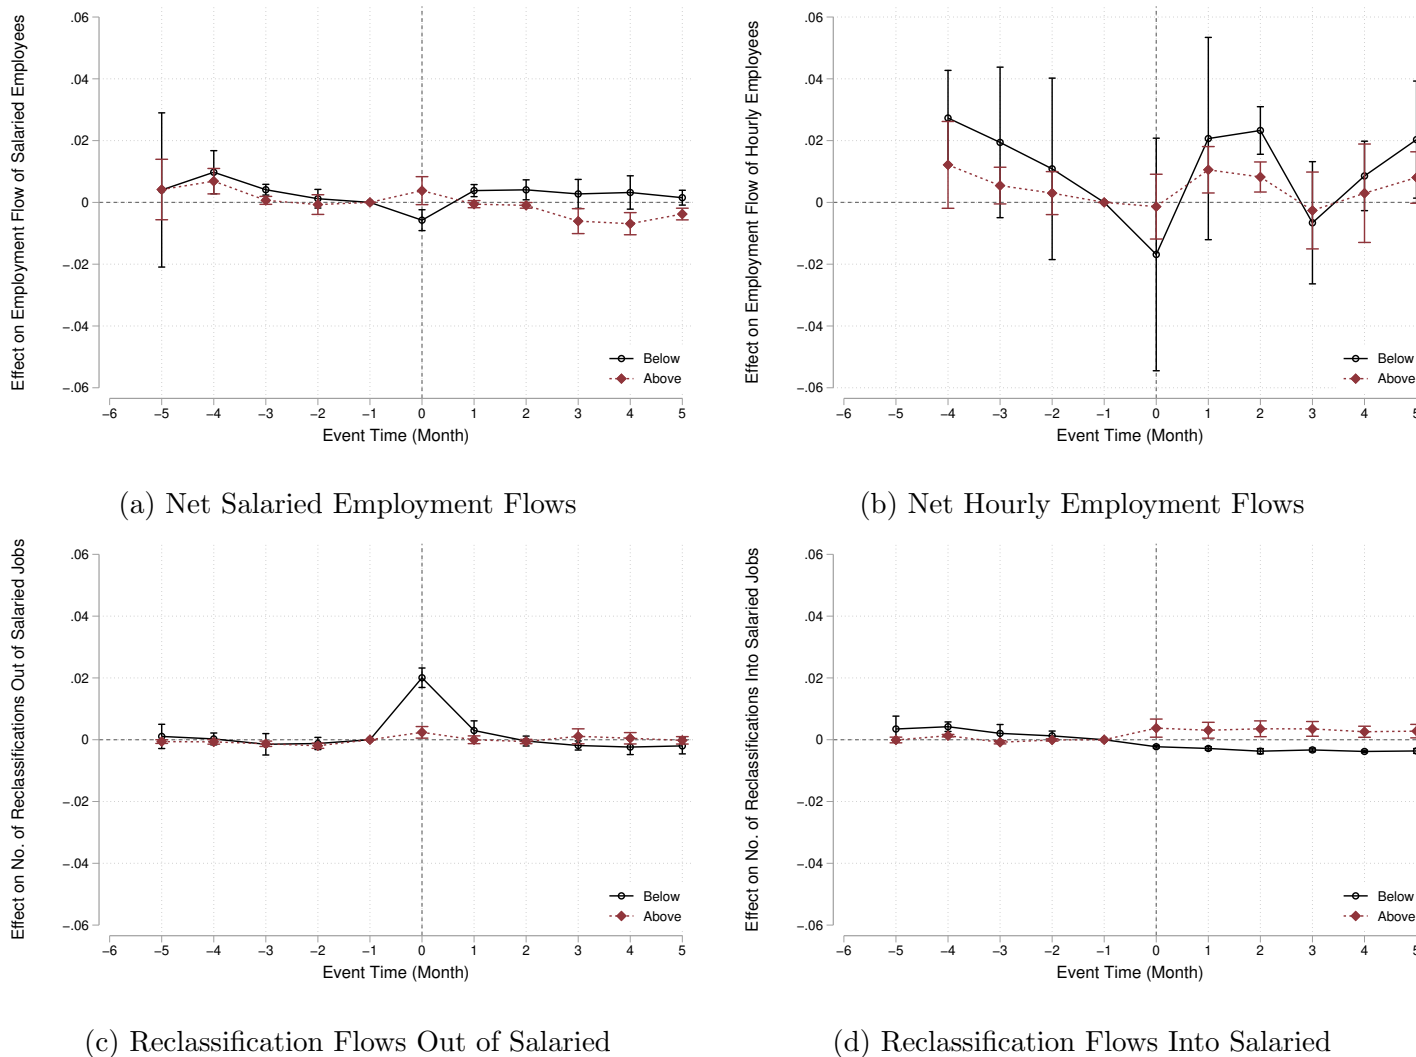 Effect on Employment Flow of Salaried Employees
.06
.04
.02
0
−.02
−.04
−.06
Below
Above
−6 −5 −4 −3 −2 −1 0 1 2 3 4 5
Event Time (Month)
(a) Net Salaried Employment Flows
Effect on Employment Flow of Hourly Employees
.06
.04
.02
0
−.02
−.04
−.06
Below
Above
−6 −5 −4 −3 −2 −1 0 1 2 3 4 5
Event Time (Month)
(b) Net Hourly Employment Flows
Effect on No. of Reclassifications Out of Salaried Jobs
.06
.04
.02
0
−.02
−.04
−.06
Below
Above
−6 −5 −4 −3 −2 −1 0 1 2 3 4 5
Event Time (Month)
(c) Reclassification Flows Out of Salaried
Effect on No. of Reclassifications Into Salaried Jobs
.06
.04
.02
0
−.02
−.04
−.06
Below
Above
−6 −5 −4 −3 −2 −1 0 1 2 3 4 5
Event Time (Month)
(d) Reclassification Flows Into Salaried